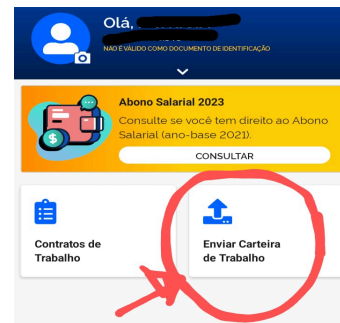 Olá,
NÃO É VÁLIDO COMO DOCUMENTO DE IDENTIFICAÇÃO
Abono Salarial 2023
Consulte se você tem direito ao Abono
Salarial (ano-base 2021).
CONSULTAR
Contratos de
Trabalho
Enviar Carteira
de Trabalho